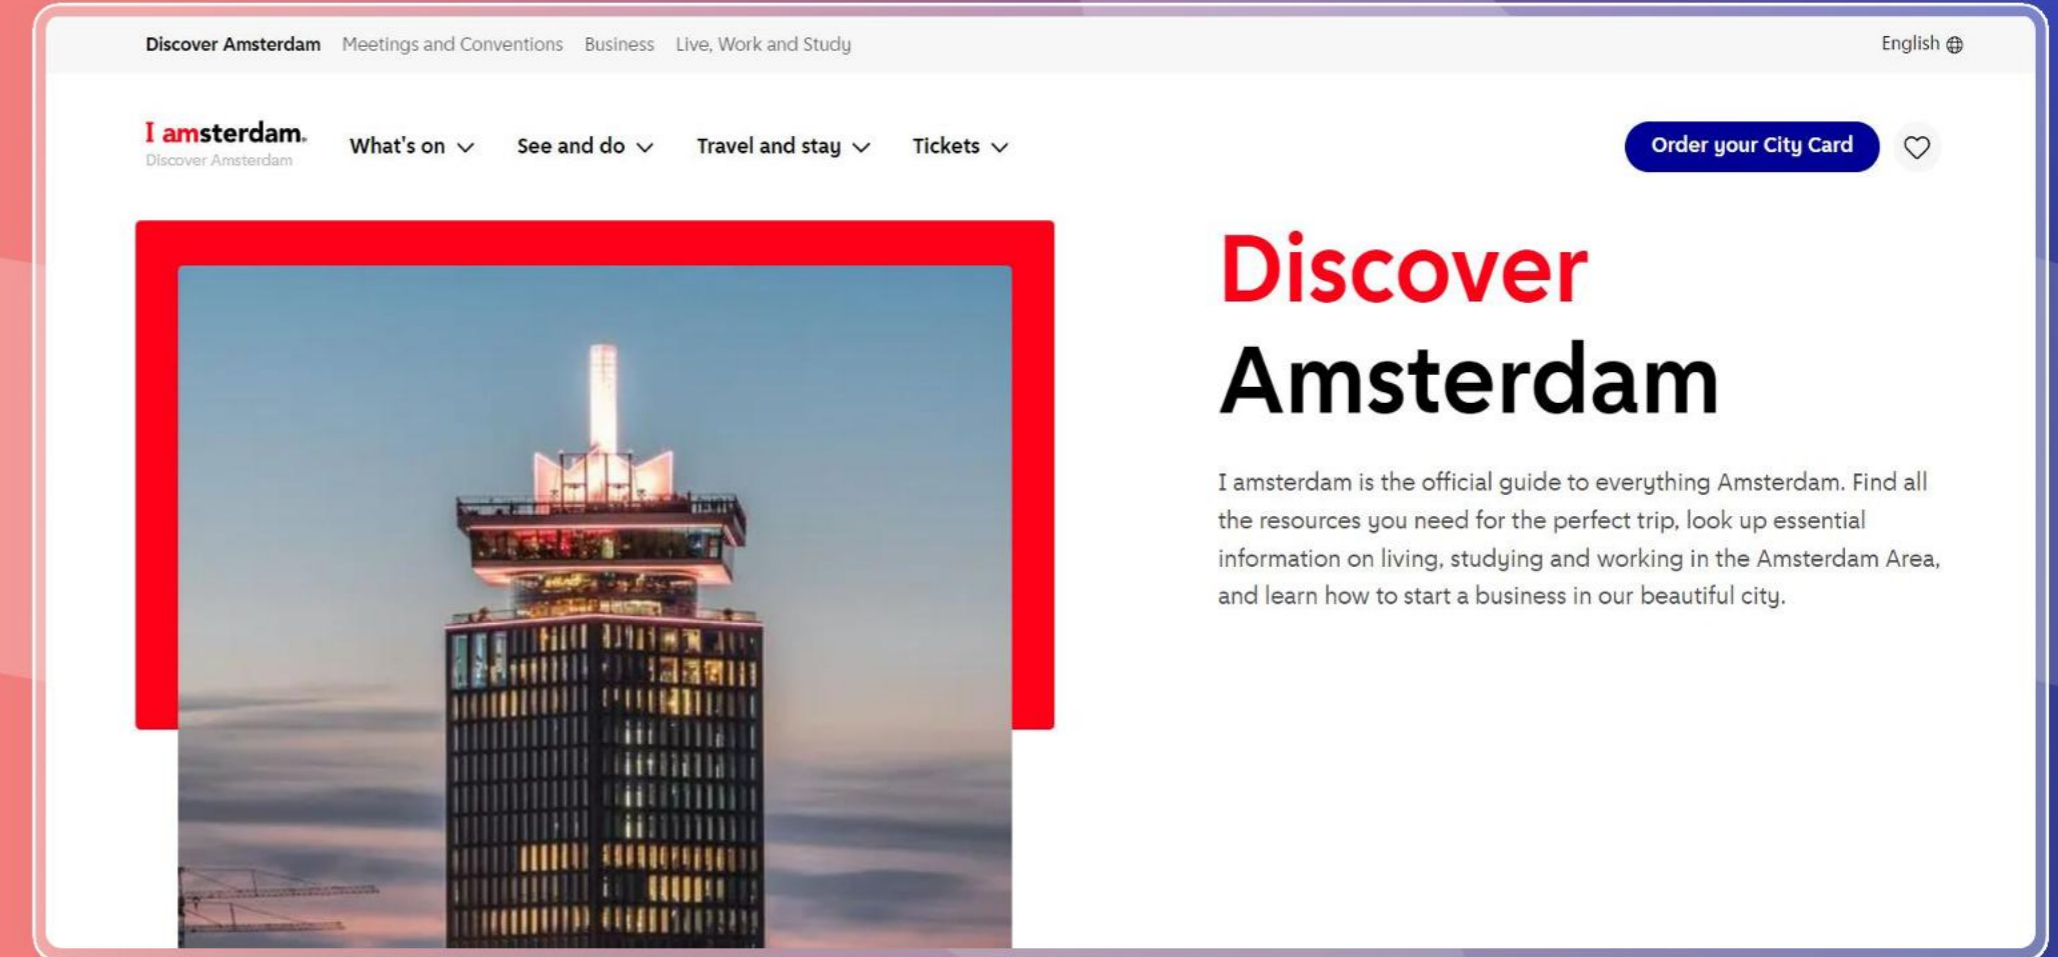 Discover Amsterdam Meetings and Conventions Business Live, Work and Study English
I amsterdam.
Discover Amsterdam
What's on See and do Travel and stay Tickets Order your City Card
Discover
Amsterdam
I amsterdam is the official guide to everything Amsterdam. Find all
the resources you need for the perfect trip, look up essential
information on living, studying and working in the Amsterdam Area,
and learn how to start a business in our beautiful city.